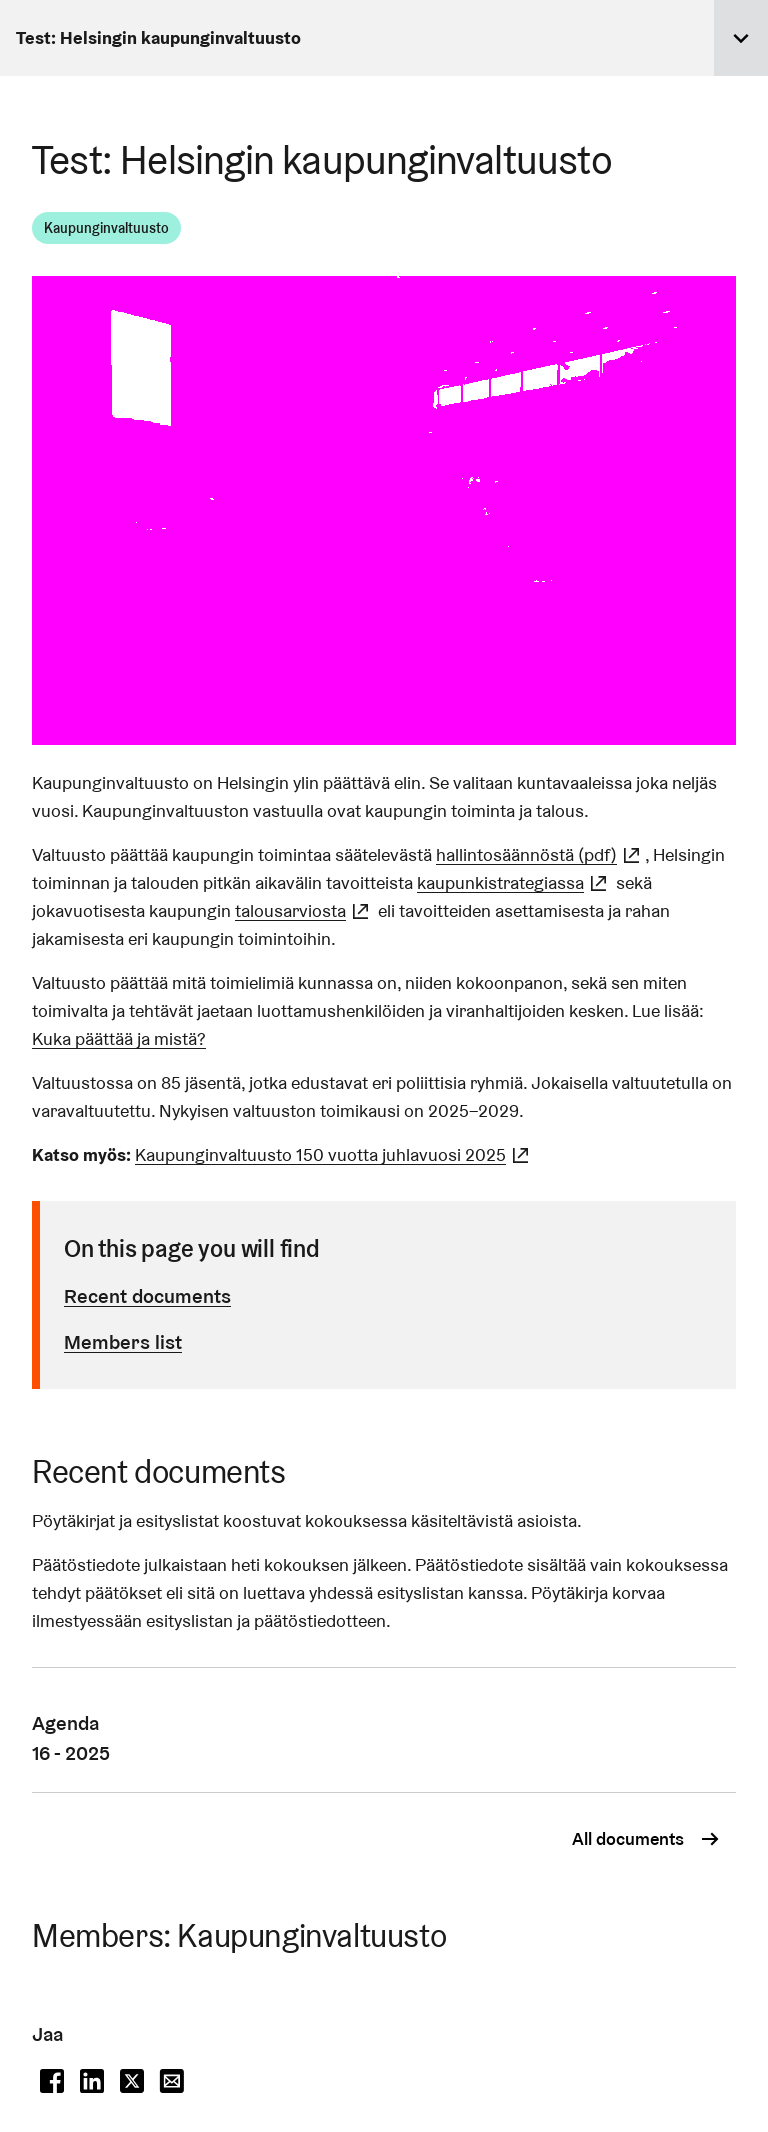 Test: Helsingin kaupunginvaltuusto
Test: Helsingin kaupunginvaltuusto
Kaupunginvaltuusto
Kaupunginvaltuusto on Helsingin ylin päättävä elin. Se valitaan kuntavaaleissa joka neljäs
vuosi. Kaupunginvaltuuston vastuulla ovat kaupungin toiminta ja talous.
Valtuusto päättää kaupungin toimintaa säätelevästä hallintosäännöstä (pdf) , Helsingin
toiminnan ja talouden pitkän aikavälin tavoitteista kaupunkistrategiassa sekä
jokavuotisesta kaupungin talousarviosta eli tavoitteiden asettamisesta ja rahan
jakamisesta eri kaupungin toimintoihin.
Valtuusto päättää mitä toimielimiä kunnassa on, niiden kokoonpanon, sekä sen miten
toimivalta ja tehtävät jaetaan luottamushenkilöiden ja viranhaltijoiden kesken. Lue lisää:
Kuka päättää ja mistä?
Valtuustossa on 85 jäsentä, jotka edustavat eri poliittisia ryhmiä. Jokaisella valtuutetulla on
varavaltuutettu. Nykyisen valtuuston toimikausi on 2025–2029.
Katso myös: Kaupunginvaltuusto 150 vuotta juhlavuosi 2025
On this page you will find
Recent documents
Members list
Recent documents
Pöytäkirjat ja esityslistat koostuvat kokouksessa käsiteltävistä asioista.
Päätöstiedote julkaistaan heti kokouksen jälkeen. Päätöstiedote sisältää vain kokouksessa
tehdyt päätökset eli sitä on luettava yhdessä esityslistan kanssa. Pöytäkirja korvaa
ilmestyessään esityslistan ja päätöstiedotteen.
Agenda
16 - 2025
All documents
Members: Kaupunginvaltuusto
Jaa